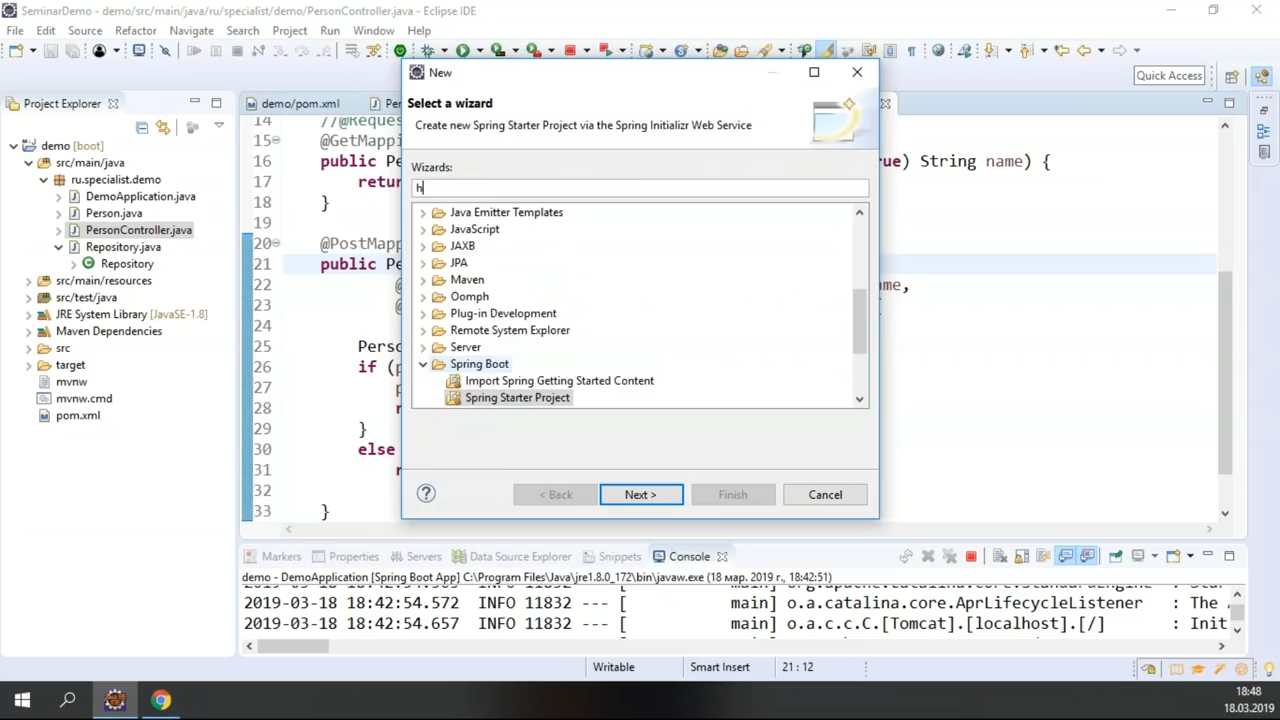 SeminarDemo - demo/src/main/java/ru/specialist/demo/PersonController.java - Eclipse IDE
File Edit Source Refactor Navigate Search Project Run Window Help
Quick Access
Project Explorer
demo [boot]
src/main/java
ru.specialist.demo
DemoApplication.java
Person.java
PersonController.java
Repository.java
Repository
src/main/resources
src/test/java
JRE System Library [JavaSE-1.8]
Maven Dependencies
src
target
mvnw
mvnw.cmd
pom.xml
demo/pom.xml
14 //@Reques
15 @GetMappi
16 public Pe rue) String name) {
17 retur
18 }
19
20 @PostMapp
21 public Pe
22 me,
23
24
25 Perso
26 if (p
27 p
28 r
29 }
30 else
31 r
32
33 }
New
Select a wizard
Create new Spring Starter Project via the Spring Initializr Web Service
Wizards:
h
Java Emitter Templates
JavaScript
JAXB
JPA
Maven
Oomph
Plug-in Development
Remote System Explorer
Server
Spring Boot
Import Spring Getting Started Content
Spring Starter Project
< Back Next > Finish Cancel
Markers Properties Servers Data Source Explorer Snippets Console
demo - DemoApplication [Spring Boot App] C:\Program Files\Java\jre1.8.0_172\bin\javaw.exe (18 мар. 2019 г., 18:42:51)
2019-03-18 18:42:54.572 INFO 11832 --- [ main] o.a.catalina.core.AprLifecycleListener : The A
2019-03-18 18:42:54.657 INFO 11832 --- [ main] o.a.c.c.C.[Tomcat].[localhost].[/] : Init
Writable Smart Insert 21 : 12
18:48
18.03.2019